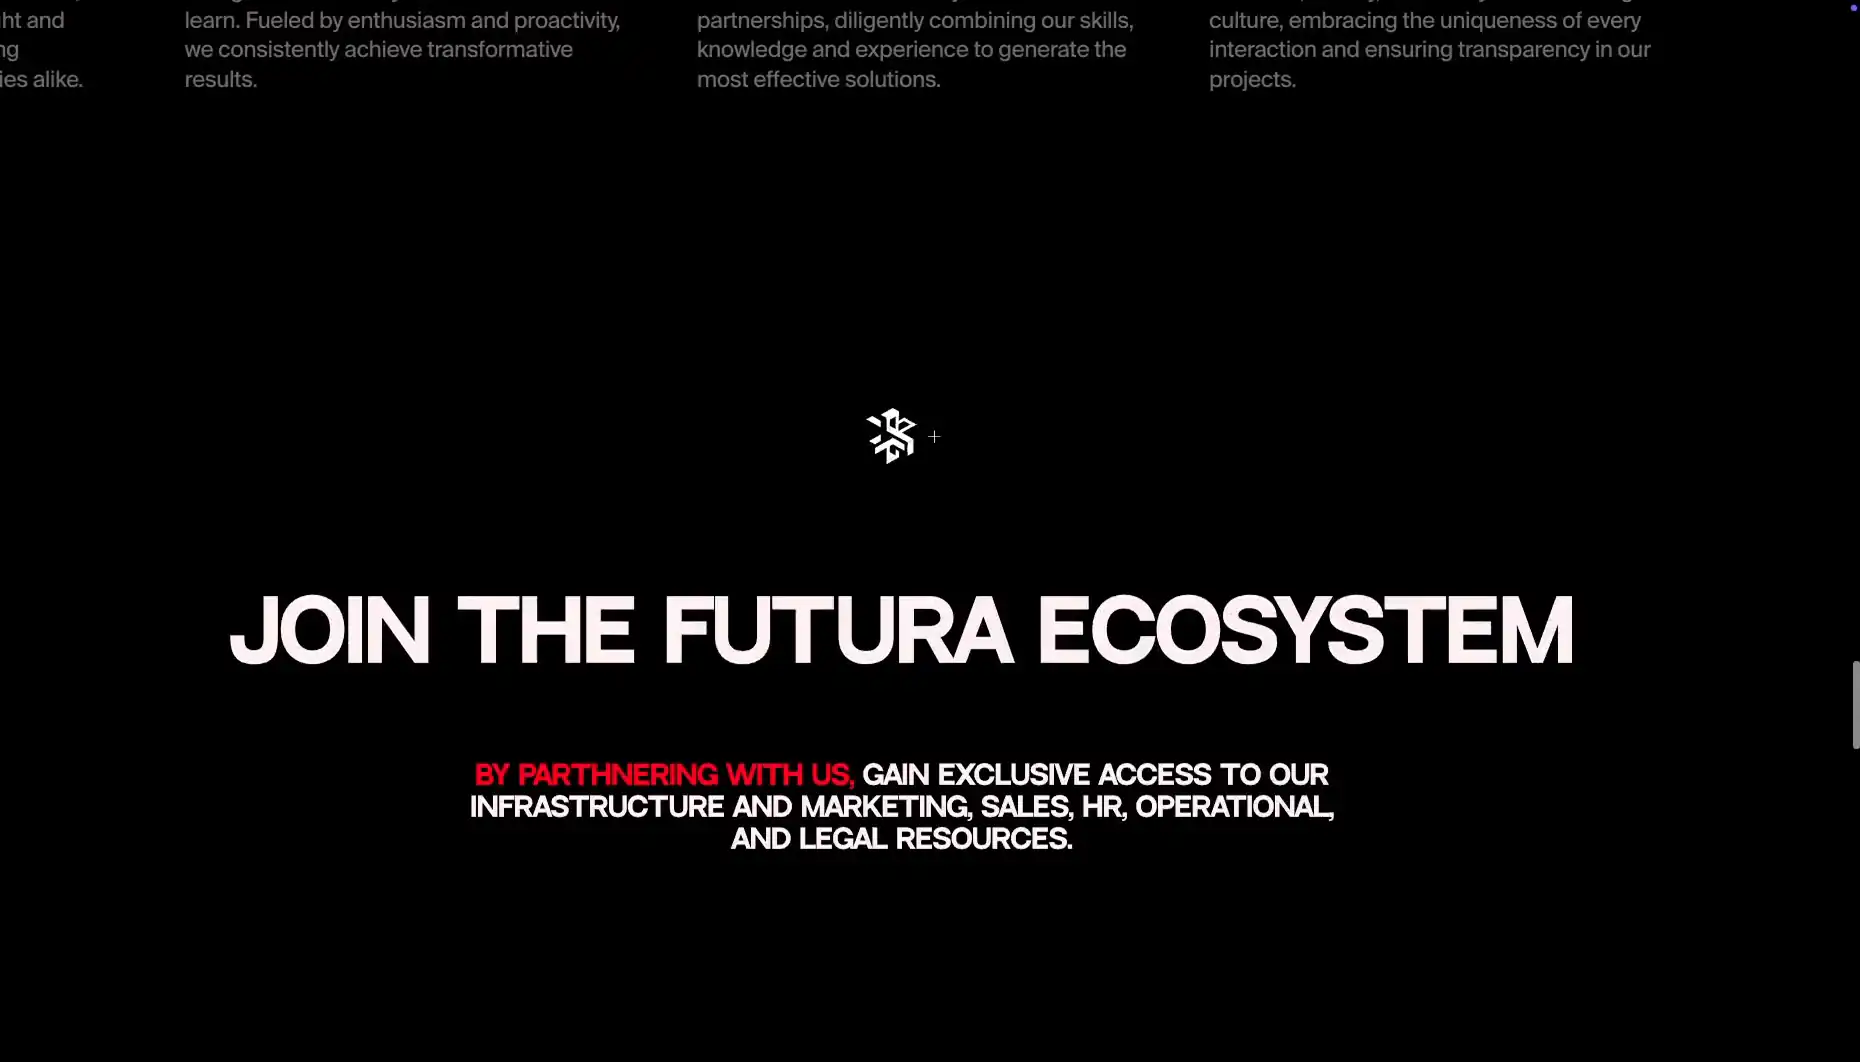 ht and
ng
ies alike.
learn. Fueled by enthusiasm and proactivity,
we consistently achieve transformative
results.
partnerships, diligently combining our skills,
knowledge and experience to generate the
most effective solutions.
culture, embracing the uniqueness of every
interaction and ensuring transparency in our
projects.
+
JOIN THE FUTURA ECOSYSTEM
BY PARTHNERING WITH US, GAIN EXCLUSIVE ACCESS TO OUR
INFRASTRUCTURE AND MARKETING, SALES, HR, OPERATIONAL,
AND LEGAL RESOURCES.